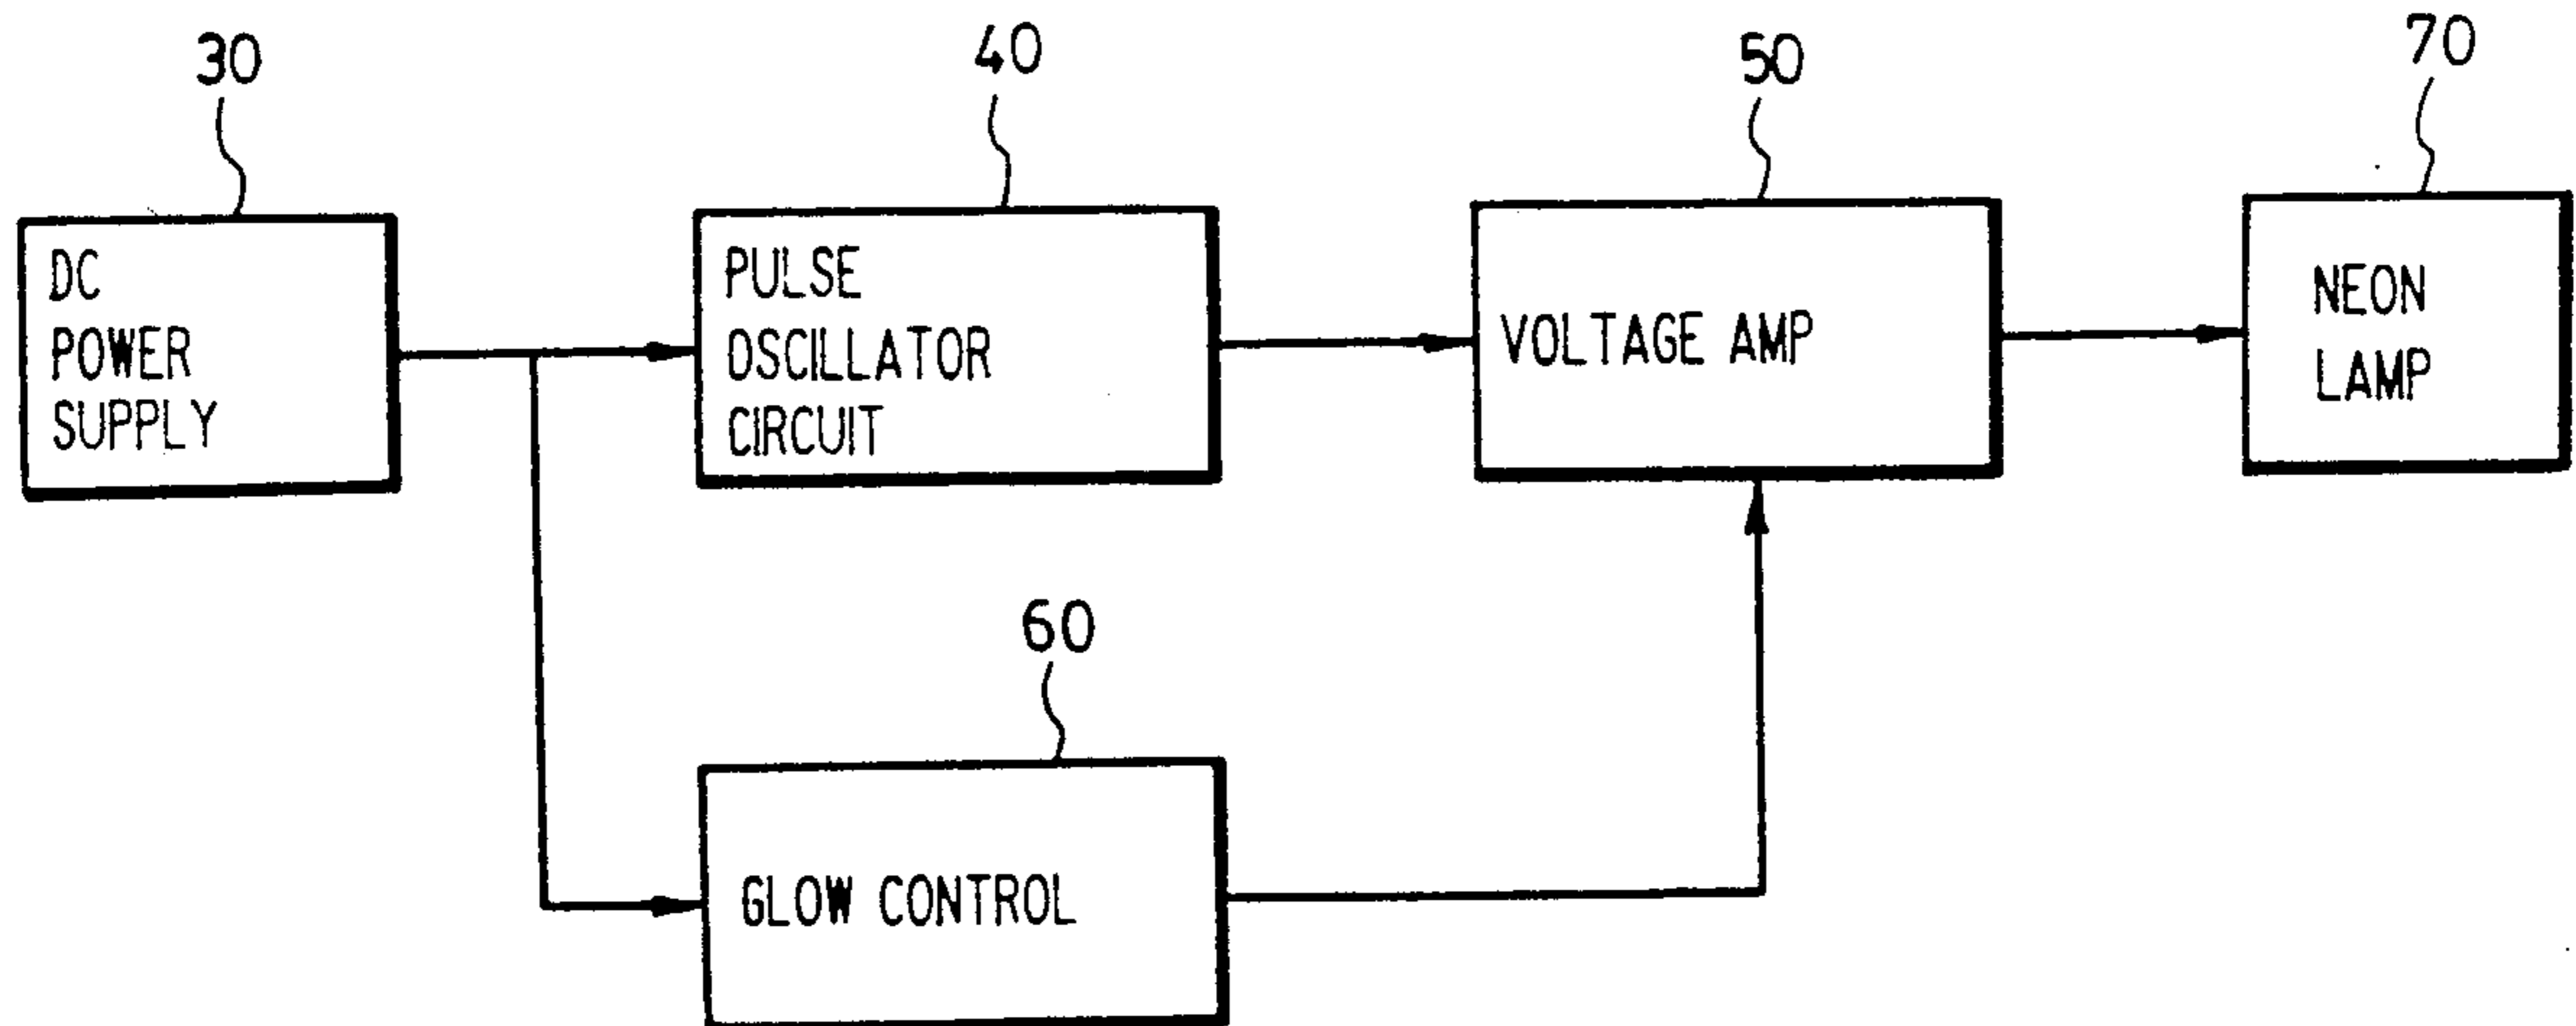 30
40
50
70
DC
POWER
SUPPLY
PULSE
OSCILLATOR
CIRCUIT
VOLTAGE AMP
NEON
LAMP
60
GLOW CONTROL